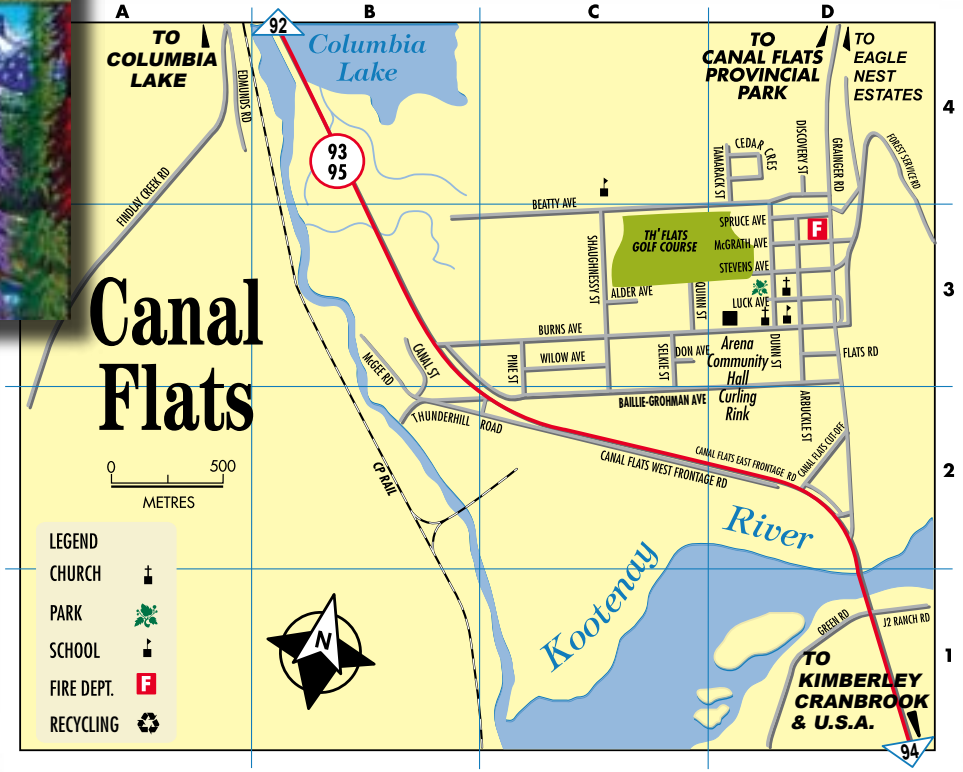 A
B
C
D
92
TO
COLUMBIA
LAKE
Columbia
Lake
TO
CANAL FLATS
PROVINCIAL
PARK
TO
EAGLE
NEST
ESTATES
4
EDMUNDS RD
93
95
FINDLAY CREEK RD
TAMARACK ST
CEDAR CRES
DISCOVERY ST
GRAINGER RD
FOREST SERVICE RD
BEATTY AVE
SHAUGHNESSY ST
TH' FLATS
GOLF COURSE
SPRUCE AVE
F
McGRATH AVE
STEVENS AVE
3
ALDER AVE
QUINN ST
LUCK AVE
Canal
Flats
BURNS AVE
McGEE RD
CANAL ST
PINE ST
WILOW AVE
SELKIE ST
DON AVE
Arena
Community
Hall
Curling
Rink
DUNN ST
FLATS RD
BAILLIE-GROHMAN AVE
ARBUCKLE ST
THUNDERHILL ROAD
CANAL FLATS EAST FRONTAGE RD
CANAL FLATS CUT-OFF
CANAL FLATS WEST FRONTAGE RD
2
0 500
METRES
CP RAIL
Kootenay
River
LEGEND
CHURCH
PARK
SCHOOL
FIRE DEPT. F
RECYCLING
N
GREEN RD
J2 RANCH RD
1
TO
KIMBERLEY
CRANBROOK
& U.S.A.
94